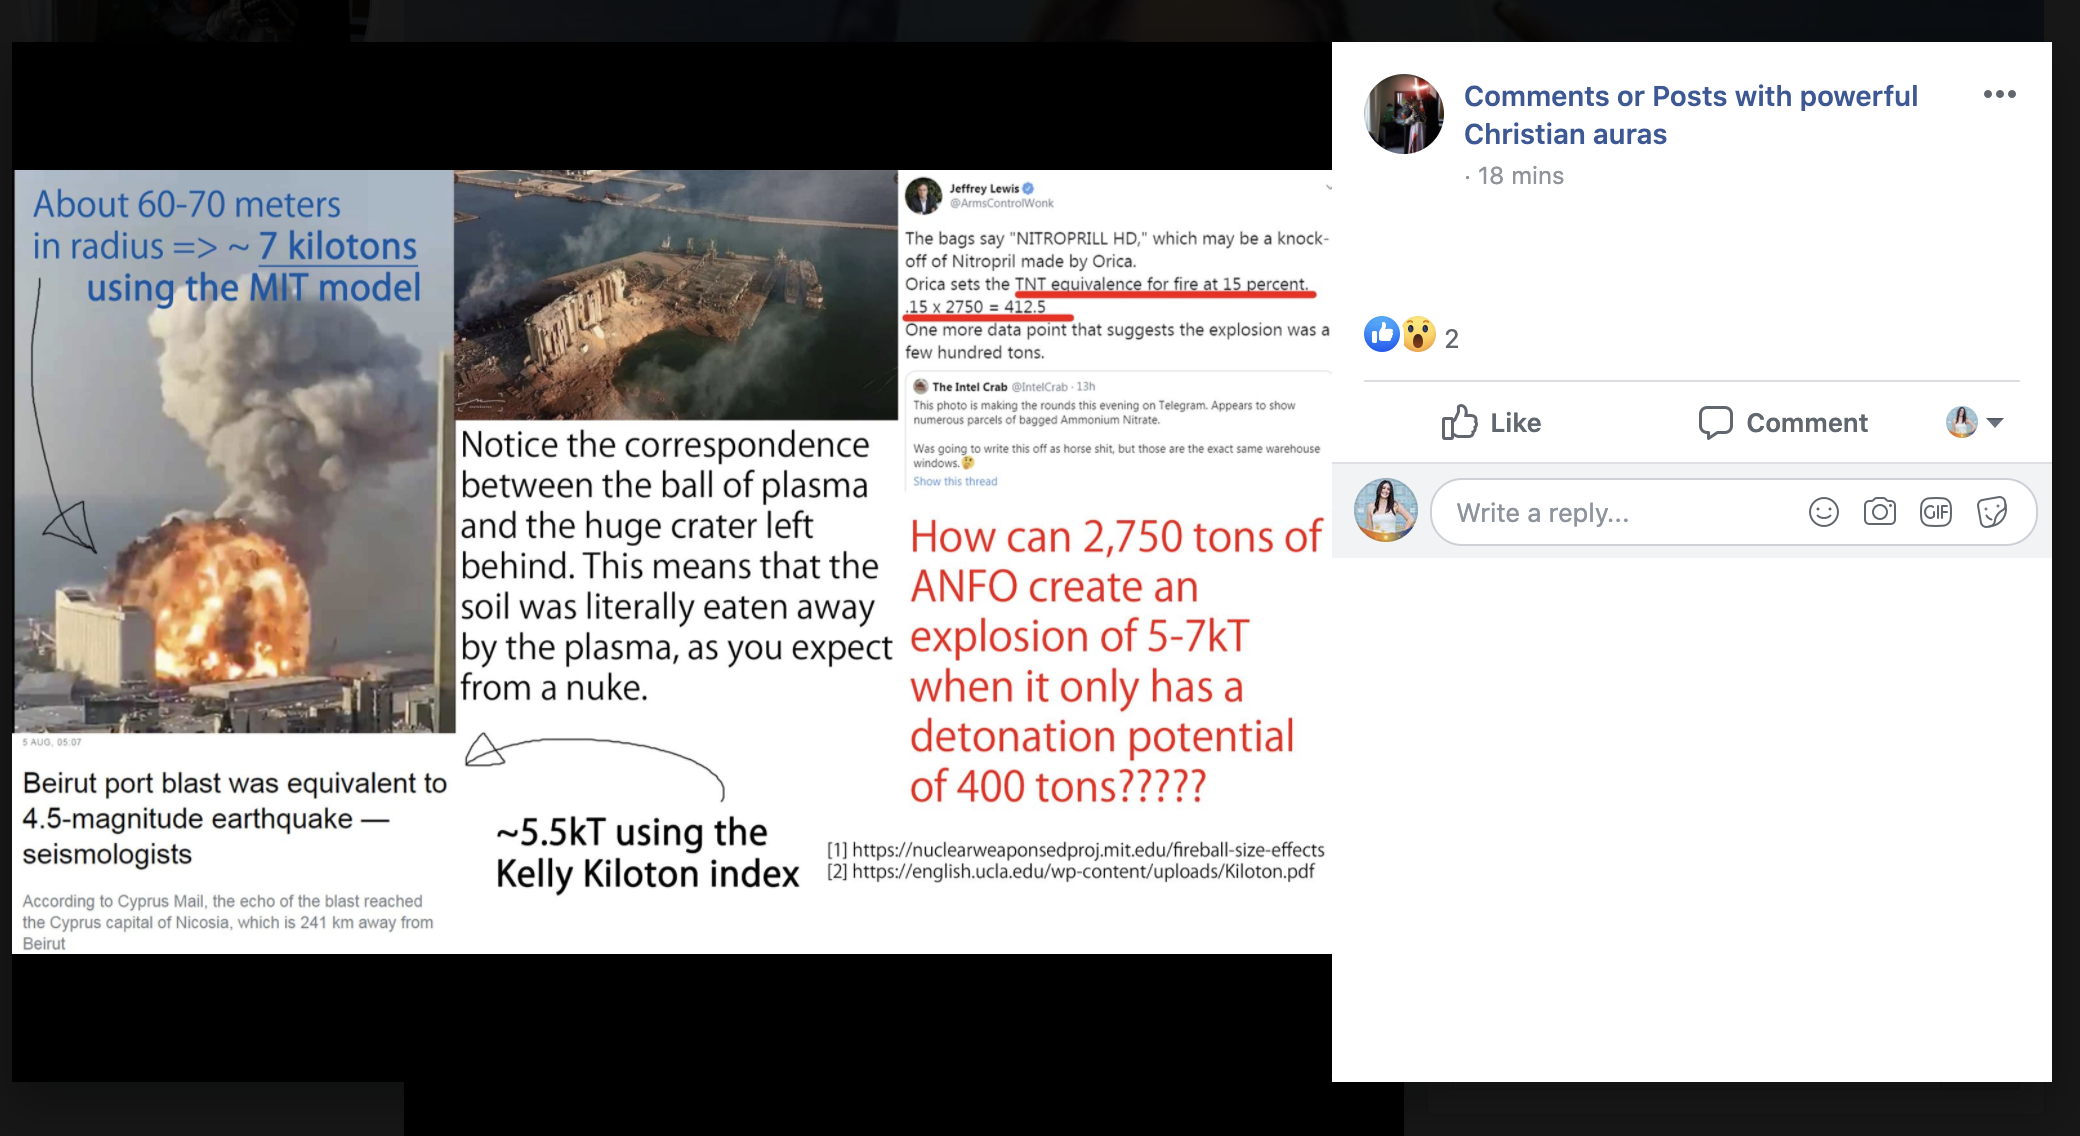 About 60-70 meters
in radius => ~ 7 kilotons
using the MIT model
5 AUG, 05:07
Beirut port blast was equivalent to
4.5-magnitude earthquake —
seismologists
According to Cyprus Mail, the echo of the blast reached
the Cyprus capital of Nicosia, which is 241 km away from
Beirut
Notice the correspondence
between the ball of plasma
and the huge crater left
behind. This means that the
soil was literally eaten away
by the plasma, as you expect
from a nuke.
~5.5kT using the
Kelly Kiloton index
Jeffrey Lewis
@ArmsControlWonk
The bags say "NITROPRILL HD," which may be a knock-
off of Nitropril made by Orica.
Orica sets the TNT equivalence for fire at 15 percent.
.15 x 2750 = 412.5
One more data point that suggests the explosion was a
few hundred tons.
The Intel Crab @IntelCrab · 13h
This photo is making the rounds this evening on Telegram. Appears to show
numerous parcels of bagged Ammonium Nitrate.
Was going to write this off as horse shit, but those are the exact same warehouse
windows.
Show this thread
How can 2,750 tons of
ANFO create an
explosion of 5-7kT
when it only has a
detonation potential
of 400 tons?????
[1] https://nuclearweaponsedproj.mit.edu/fireball-size-effects
[2] https://english.ucla.edu/wp-content/uploads/Kiloton.pdf
Comments or Posts with powerful
Christian auras
· 18 mins
2
Like
Comment
Write a reply...
GIF